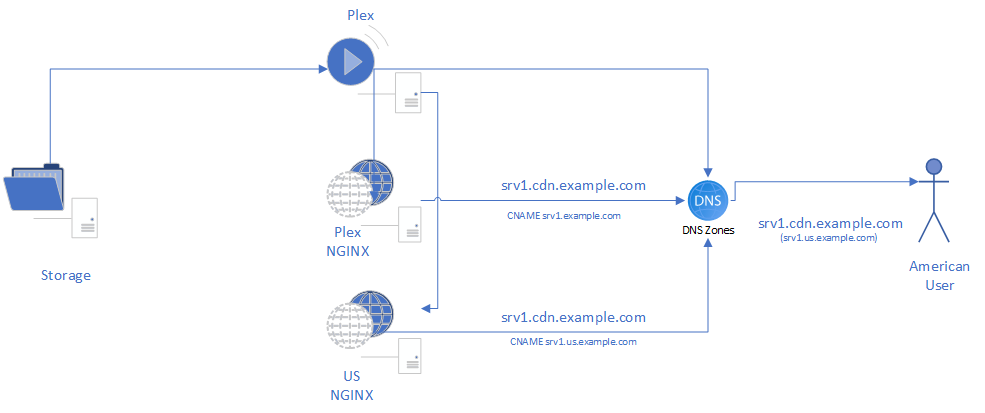 Plex
srv1.cdn.example.com
CNAME srv1.example.com
DNS
DNS Zones
srv1.cdn.example.com
(srv1.us.example.com)
Plex
NGINX
Storage
American
User
srv1.cdn.example.com
CNAME srv1.us.example.com
US
NGINX